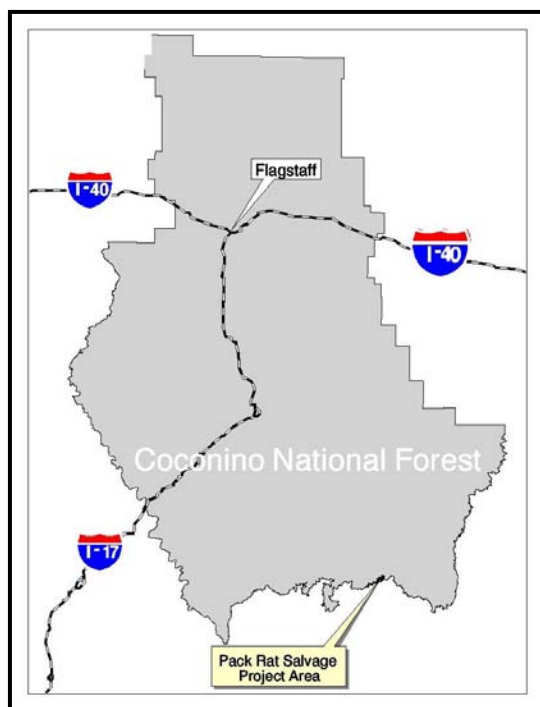 Flagstaff
I-40
I-40
Coconino National Forest
I-17
Pack Rat Salvage
Project Area